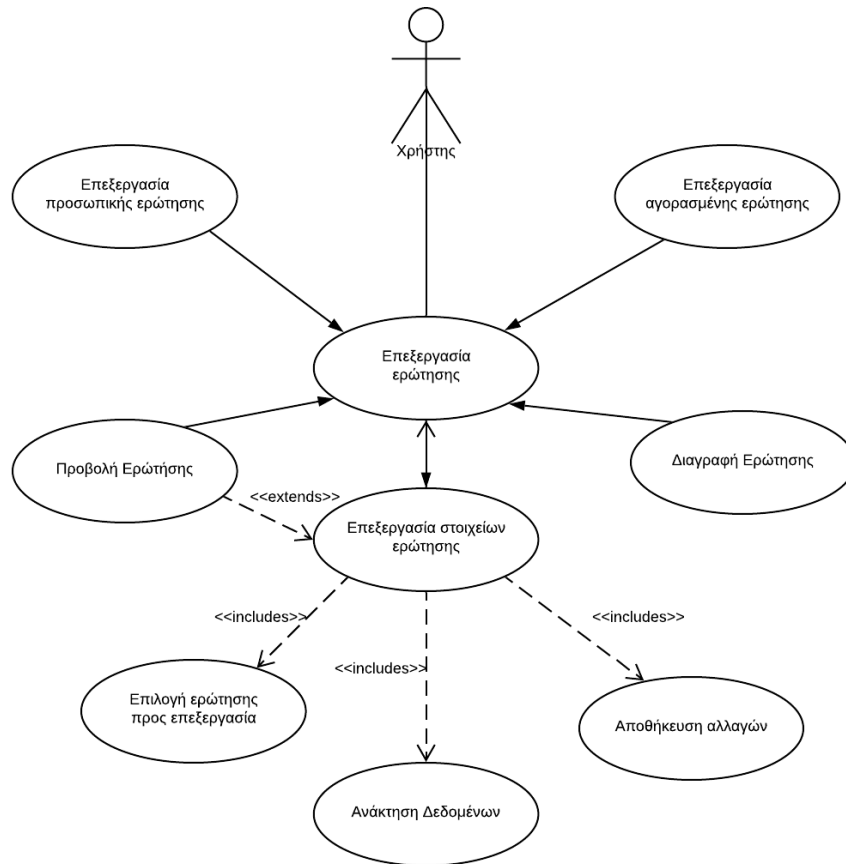 Χρήστης
Επεξεργασία
προσωπικής ερώτησης
Επεξεργασία
αγορασμένης ερώτησης
Επεξεργασία
ερώτησης
Προβολή Ερώτήσης
Διαγραφή Ερώτησης
<<extends>>
Επεξεργασία στοιχείων
ερώτησης
<<includes>>
<<includes>>
<<includes>>
Επιλογή ερώτησης
προς επεξεργασία
Αποθήκευση αλλαγών
Ανάκτηση Δεδομένων